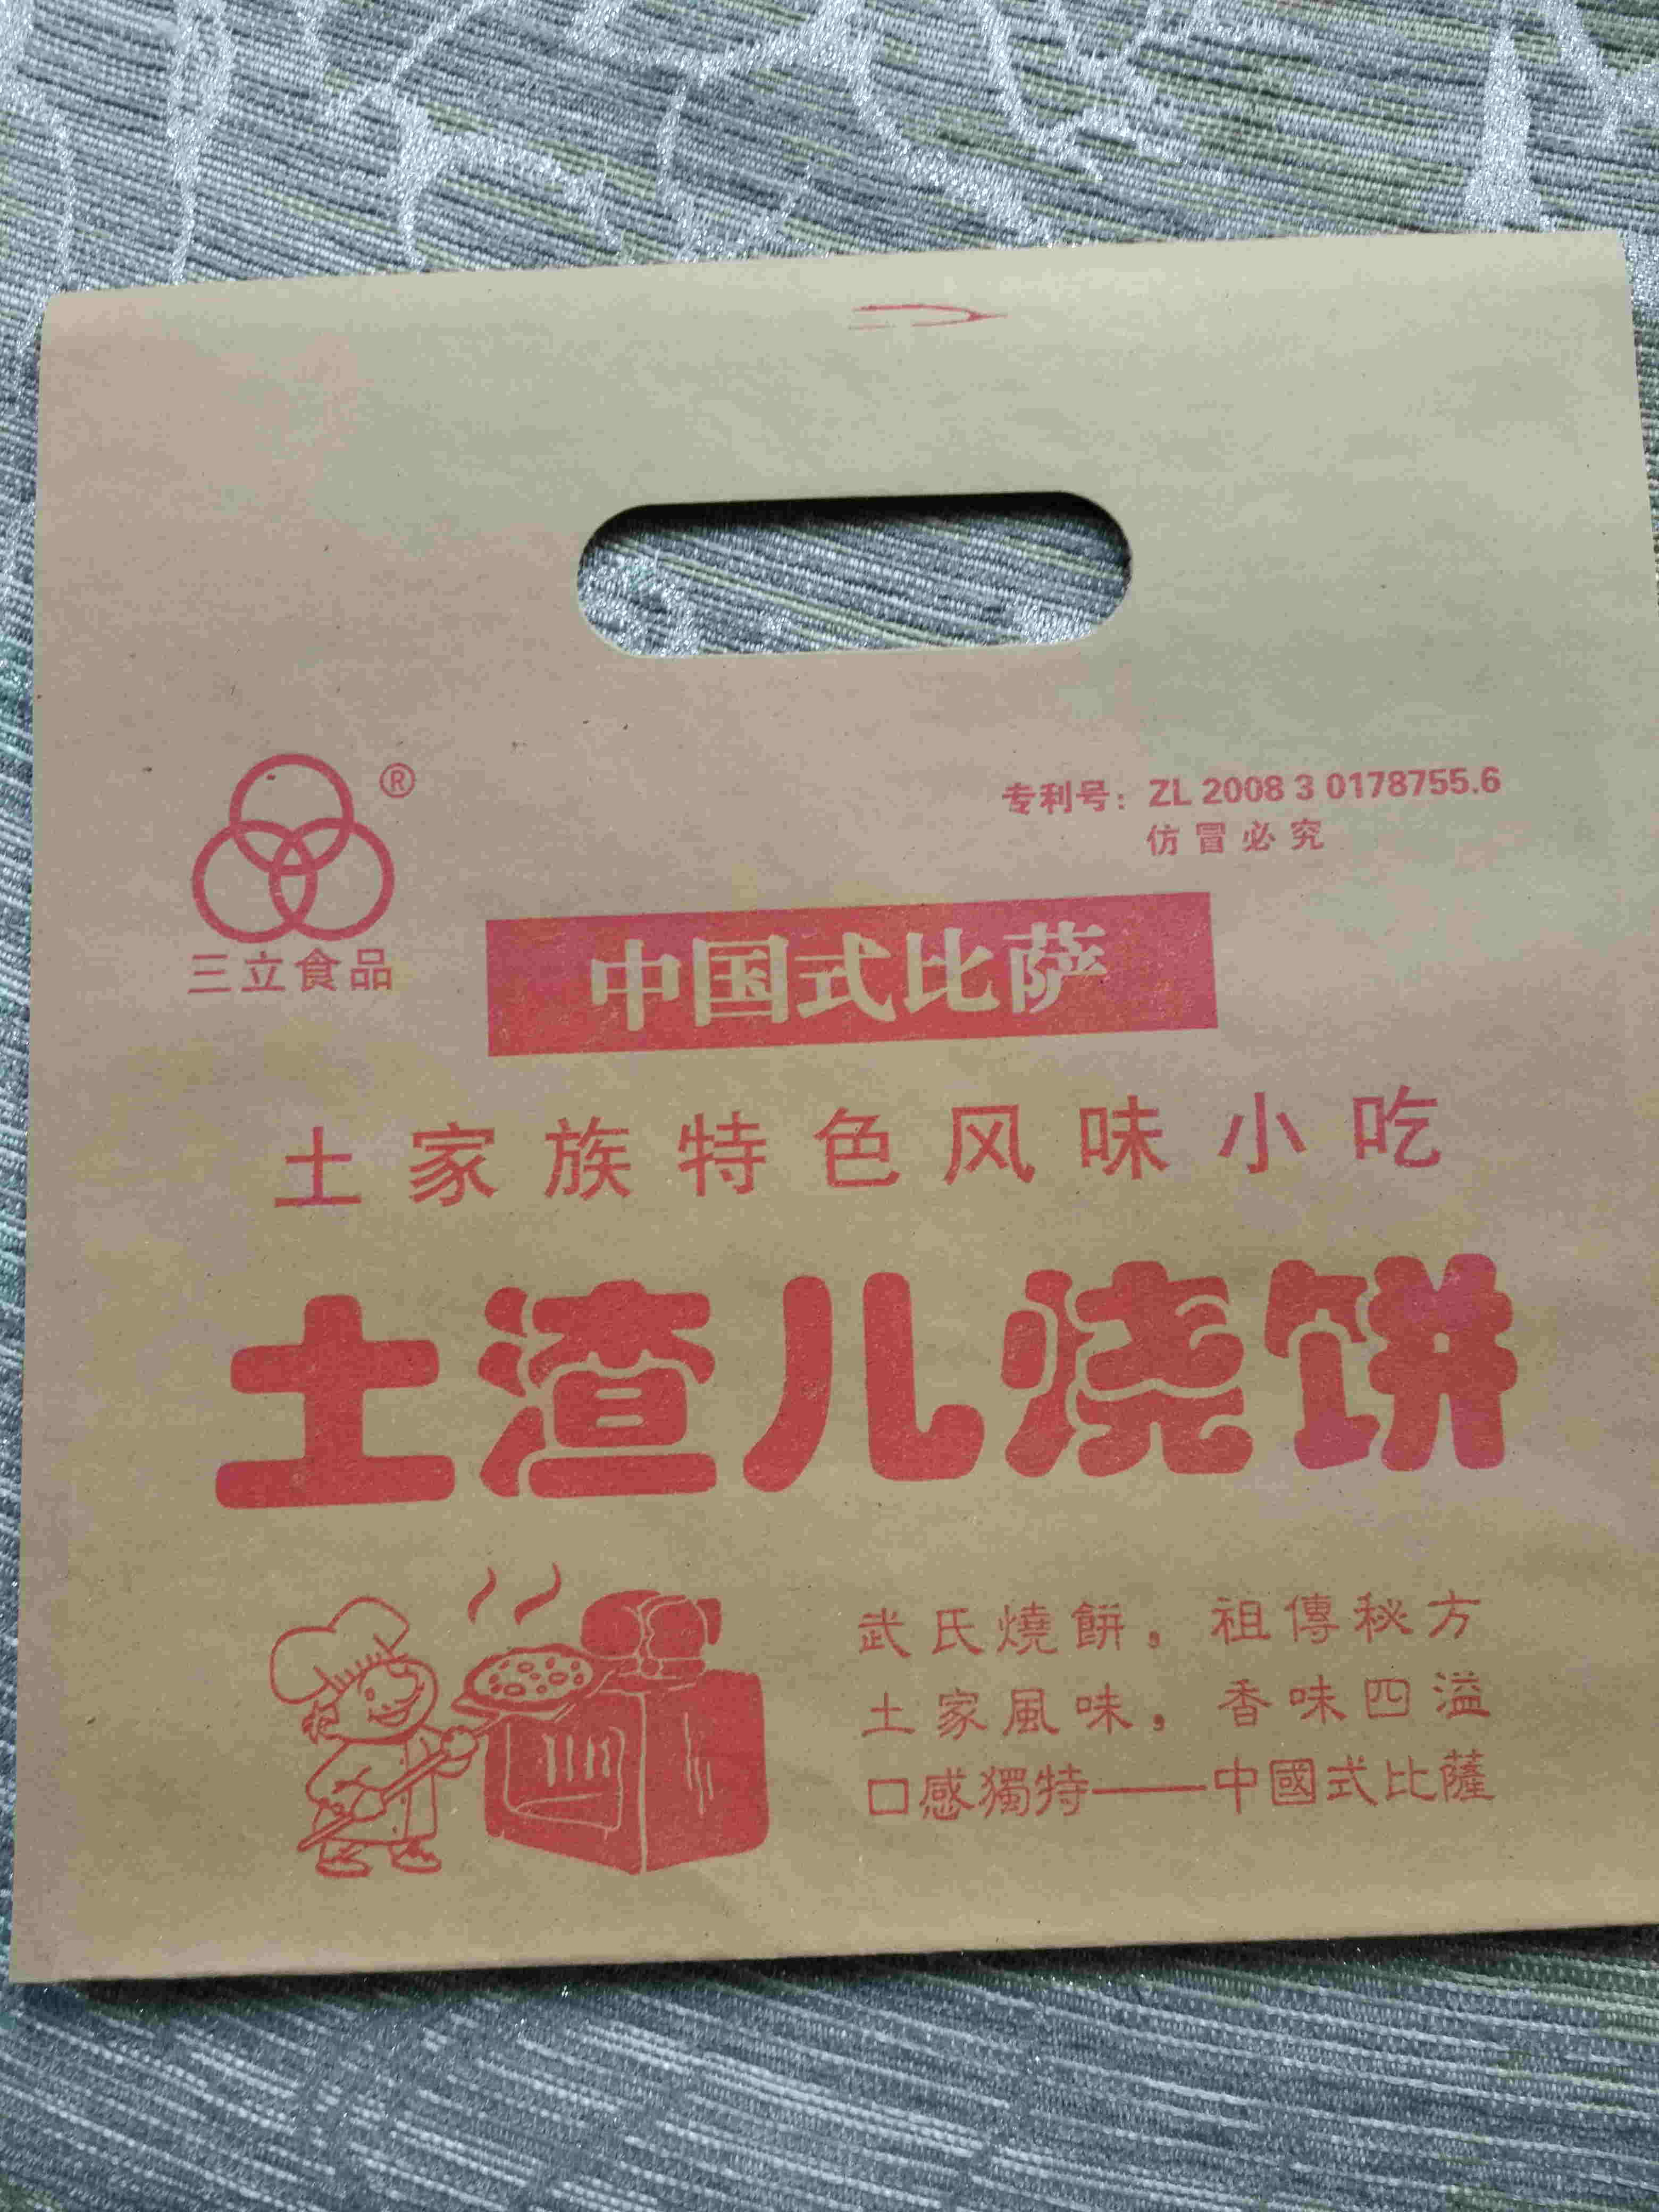 ®
专利号：ZL 2008 3 0178755.6
仿冒必究
三立食品
中国式比萨
土家族特色风味小吃
土渣儿烧饼
武氏燒餅，祖傳秘方
土家風味，香味四溢
口感獨特——中國式比薩